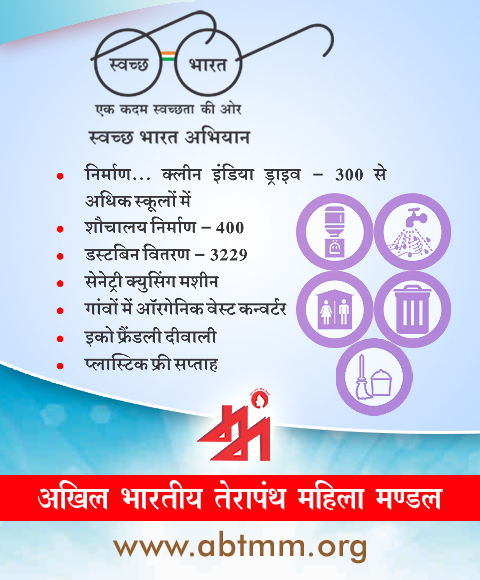 स्वच्छ भारत
एक कदम स्वच्छता की ओर
स्वच्छ भारत अभियान
निर्माण... क्लीन इंडिया ड्राइव – 300 से
अधिक स्कूलों में
शौचालय निर्माण – 400
डस्टबिन वितरण – 3229
सेनेट्री क्युसिंग मशीन
गांवों में ऑरगेनिक वेस्ट कन्वर्टर
इको फ्रैंडली दीवाली
प्लास्टिक फ्री सप्ताह
अखिल भारतीय तेरापंथ महिला मण्डल
www.abtmm.org